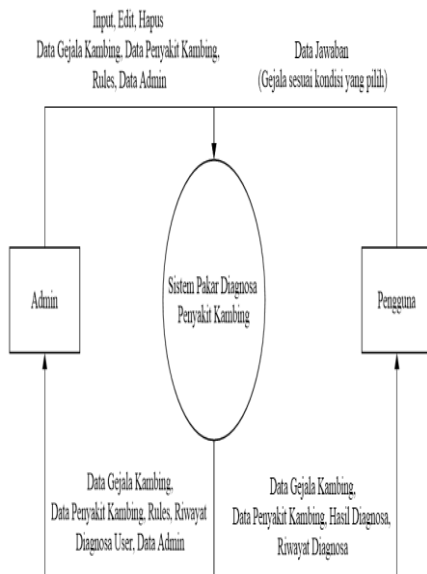 Input, Edit, Hapus
Data Gejala Kambing, Data Penyakit Kambing,
Rules, Data Admin
Data Jawaban
(Gejala sesuai kondisi yang pilih)
Admin
Sistem Pakar Diagnosa
Penyakit Kambing
Pengguna
Data Gejala Kambing,
Data Penyakit Kambing, Rules, Riwayat
Diagnosa User, Data Admin
Data Gejala Kambing,
Data Penyakit Kambing, Hasil Diagnosa,
Riwayat Diagnosa